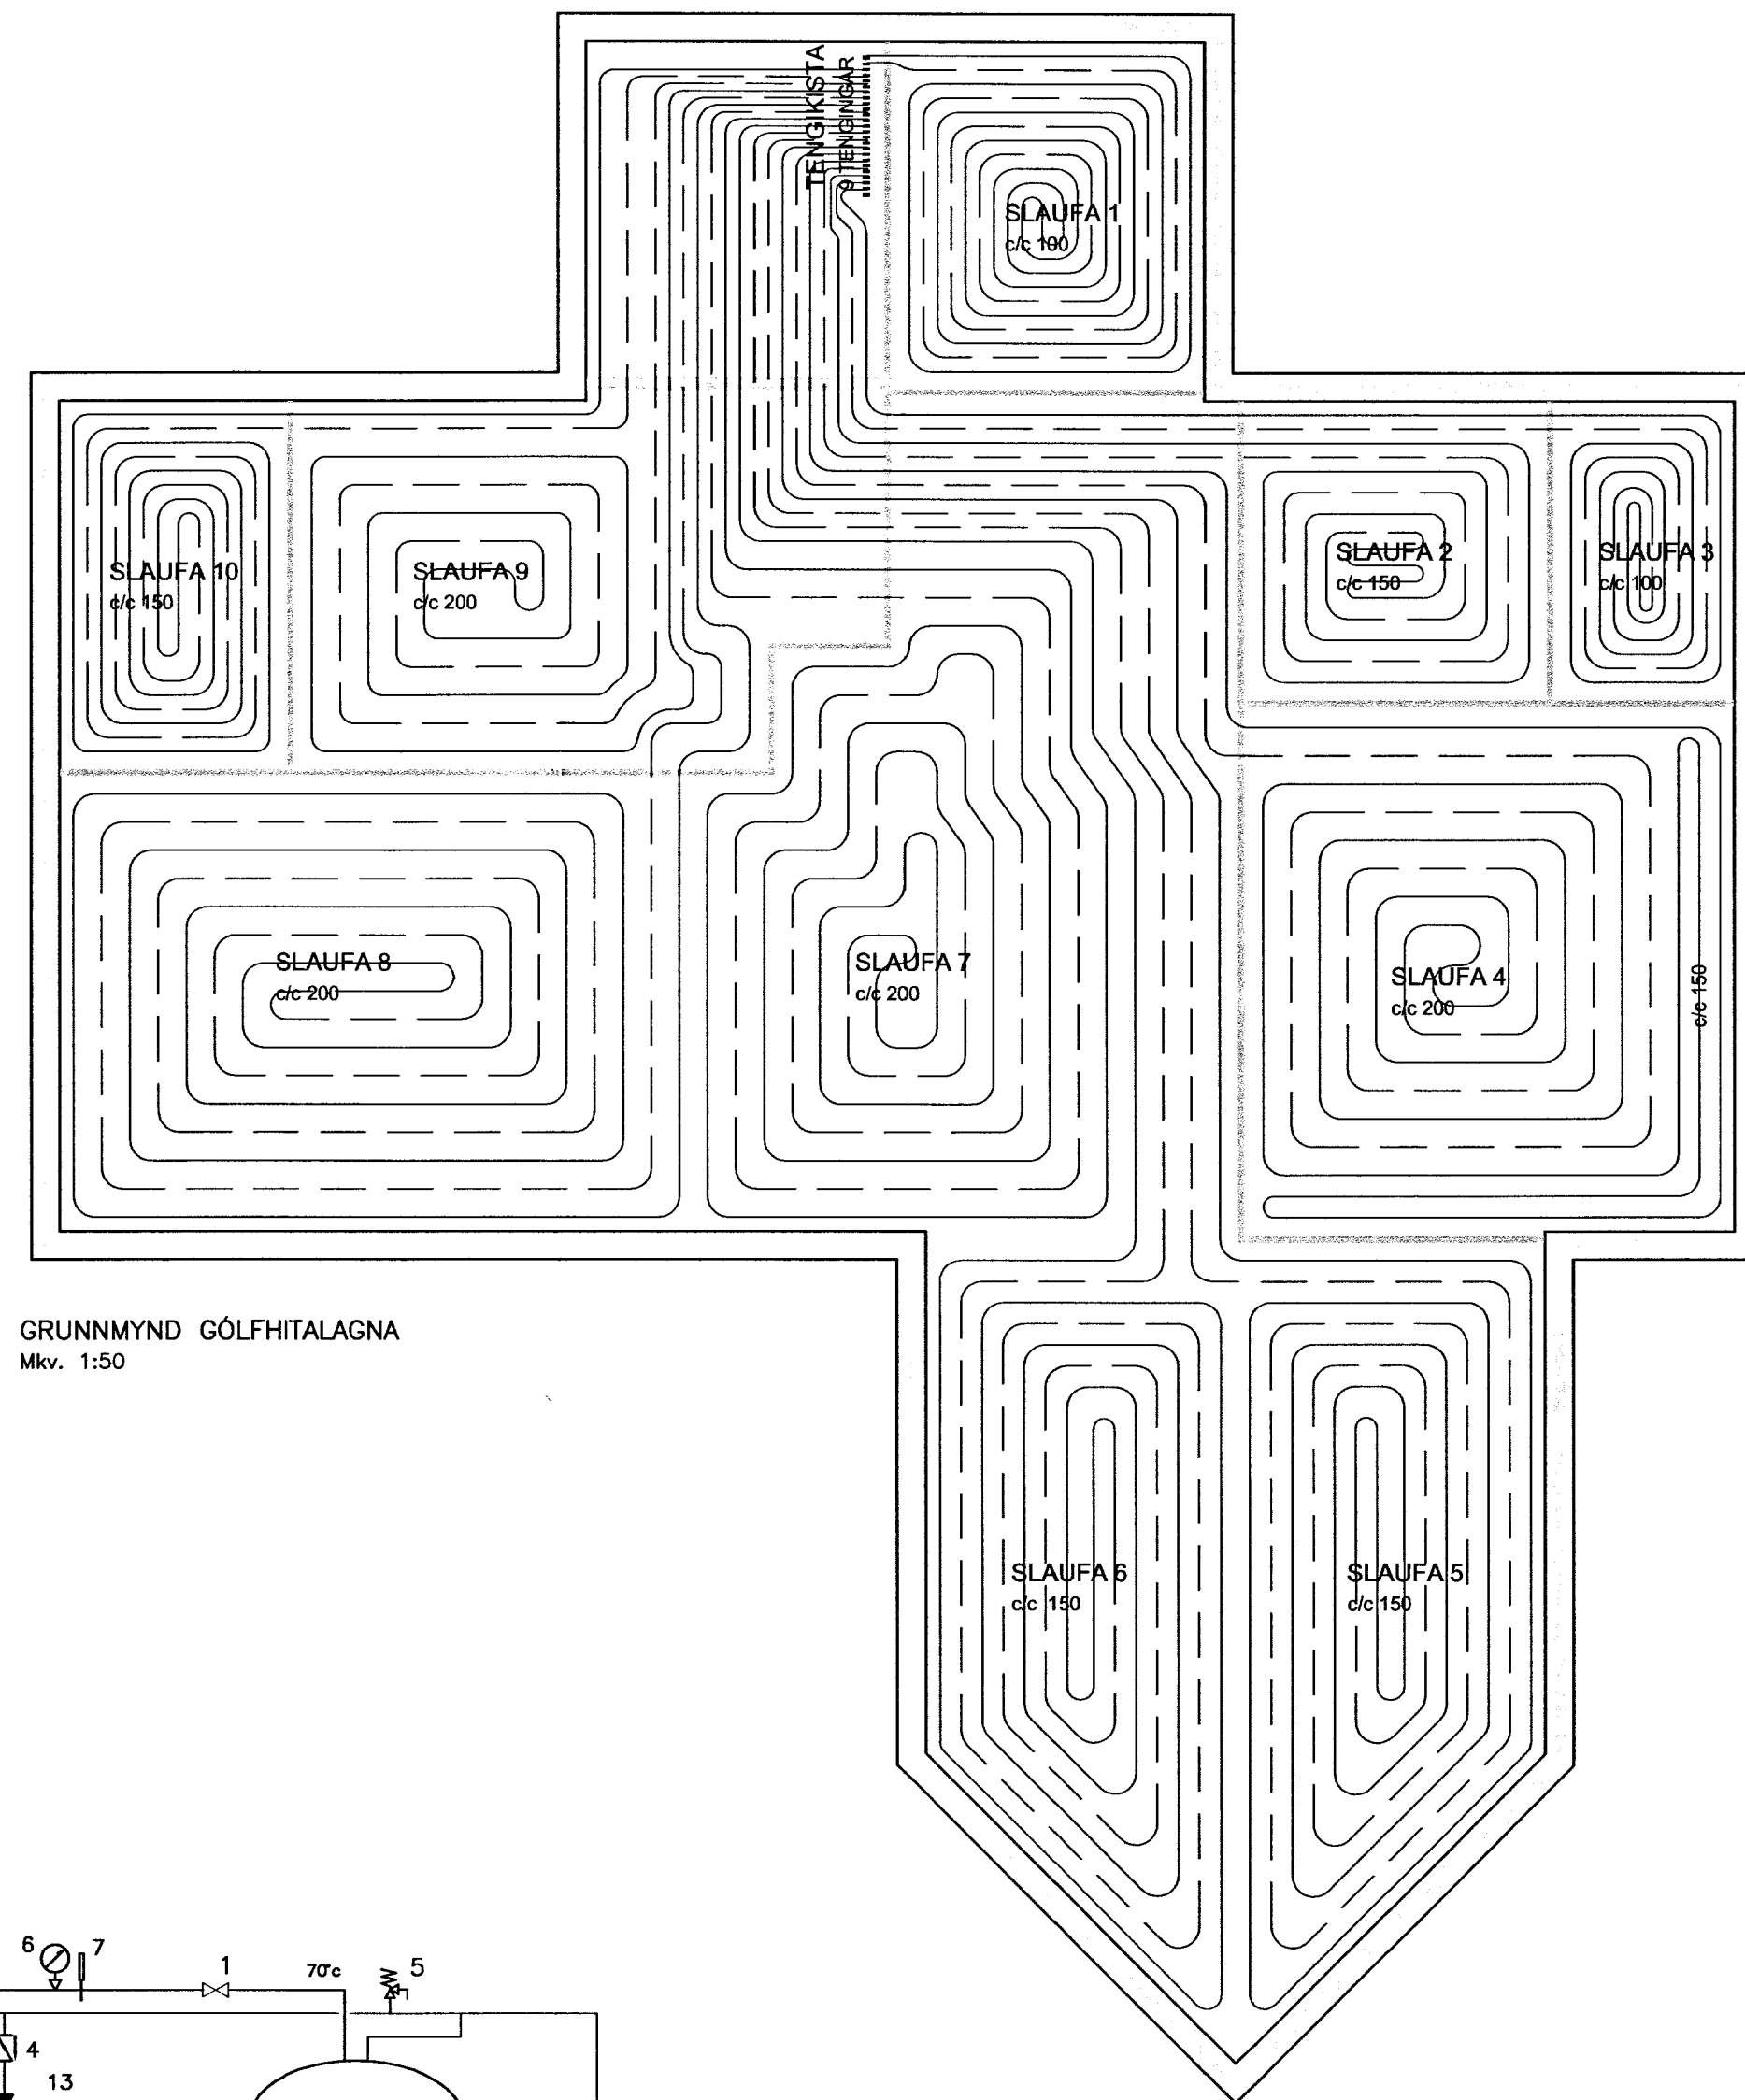 TENGIKISTA
9 TENGINGAR
SLAUFA 1
c/c 100
SLAUFA 10
c/c 150
SLAUFA 9
c/c 200
SLAUFA 2
c/c 150
SLAUFA 3
c/c 100
SLAUFA 8
c/c 200
SLAUFA 7
c/c 200
SLAUFA 4
c/c 200
c/c 150
GRUNNMYND GÓLFHITALAGNA
Mkv. 1:50
SLAUFA 6
c/c 150
SLAUFA 5
c/c 150
6
7
1
70°c
5
4
13